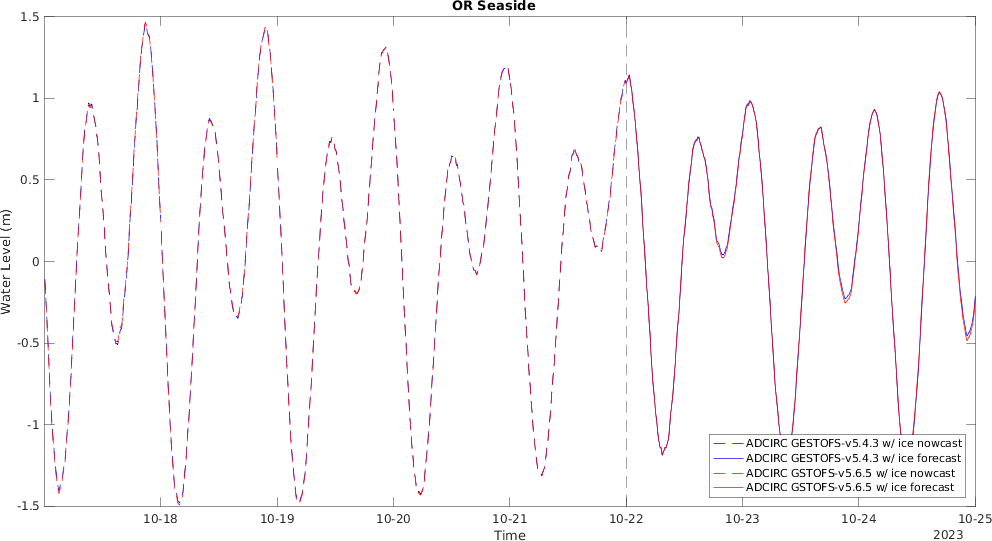 OR Seaside
1.5
1
0.5
0
-0.5
-1
-1.5
Water Level (m)
10-18
10-19
10-20
10-21
10-22
10-23
10-24
10-25
Time
2023
ADCIRC GESTOFS-v5.4.3 w/ ice nowcast
ADCIRC GESTOFS-v5.4.3 w/ ice forecast
ADCIRC GSTOFS-v5.6.5 w/ ice nowcast
ADCIRC GSTOFS-v5.6.5 w/ ice forecast